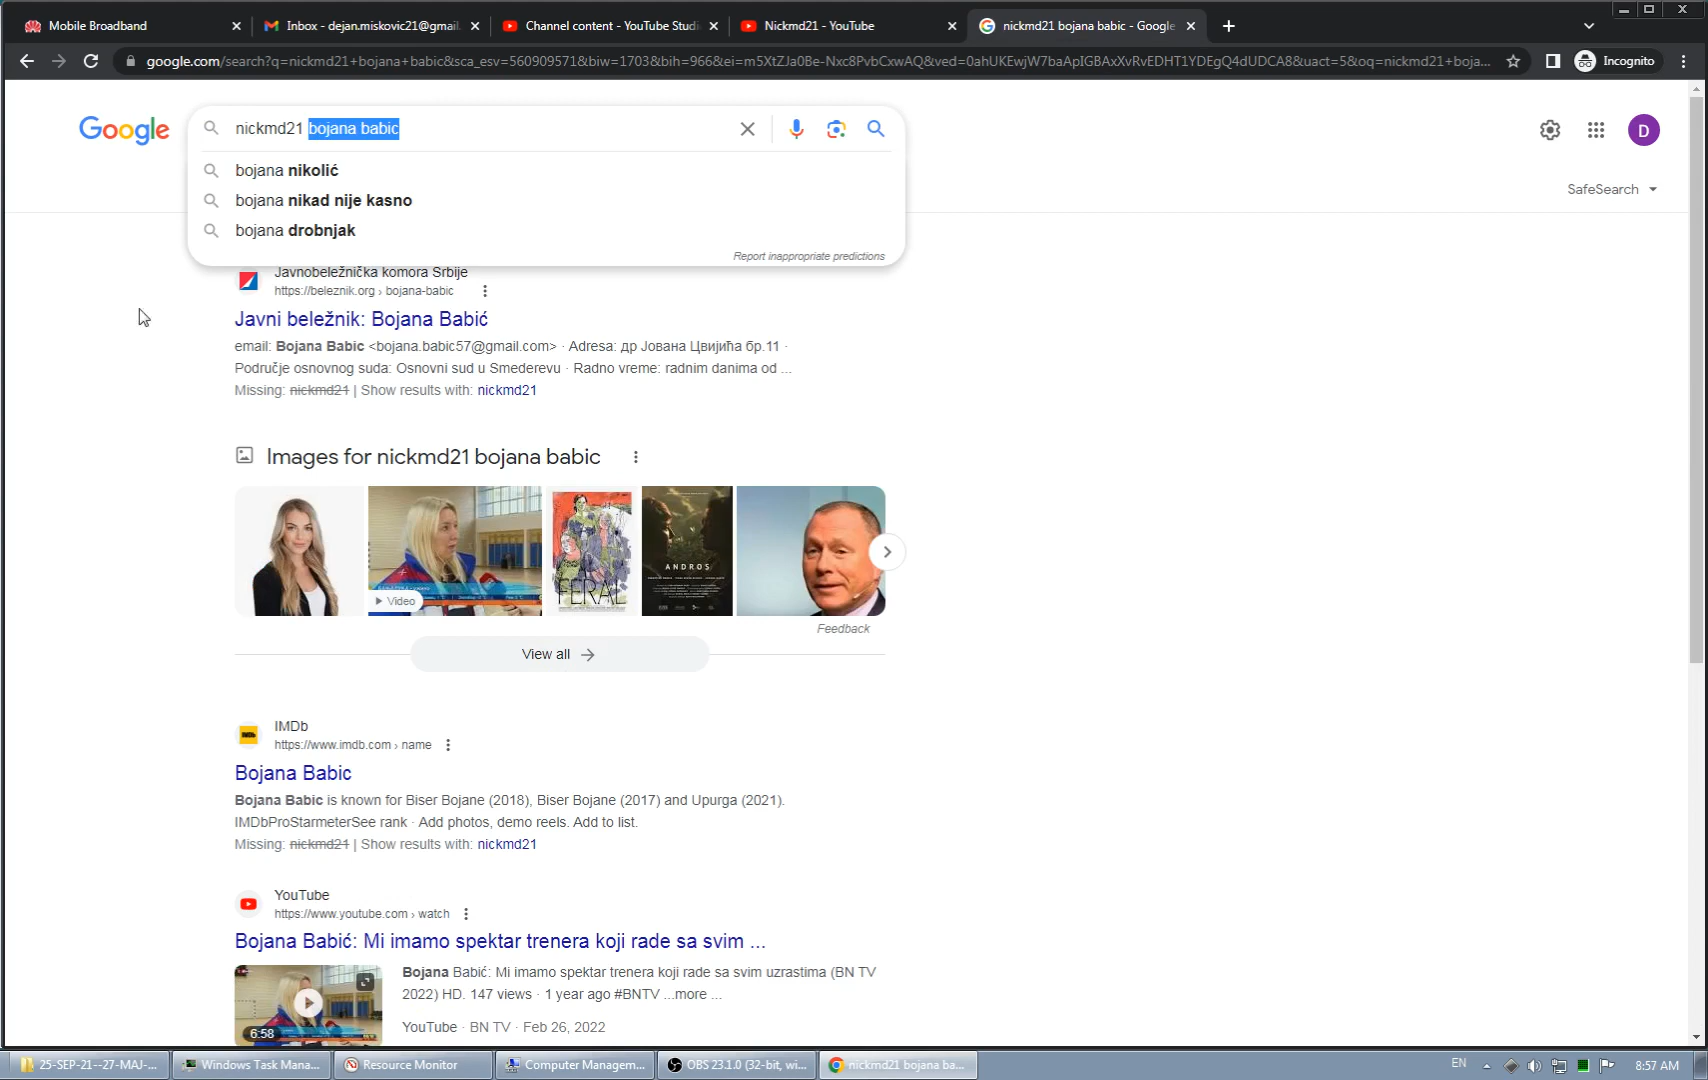 Mobile Broadband
Inbox - dejan.miskovic21@gmail.
Channel content - YouTube Studi
Nickmd21 - YouTube
nickmd21 bojana babic - Google
google.com/search?q=nickmd21+bojana+babic&sca_esv=560909571&biw=1703&bih=966&ei=m5XtZJa0Be-Nxc8PvbCxwAQ&ved=0ahUKEwjW7baApIGBAxXvRvEDHT1YDEgQ4dUDCA8&uact=5&oq=nickmd21+boja...
Incognito
Google
nickmd21 bojana babic
D
bojana nikolić
bojana nikad nije kasno
bojana drobnjak
Report inappropriate predictions
SafeSearch
Javnobeležnička komora Srbije
https://beleznik.org › bojana-babic
Javni beležnik: Bojana Babić
email: Bojana Babic <bojana.babic57@gmail.com> · Adresa: др Јована Цвијића бр.11 ·
Područje osnovnog suda: Osnovni sud u Smederevu · Radno vreme: radnim danima od ...
Missing: nickmd21 | Show results with: nickmd21
Images for nickmd21 bojana babic
Video
FERAL
ANDROS
Feedback
View all
IMDb
https://www.imdb.com › name
Bojana Babic
Bojana Babic is known for Biser Bojane (2018), Biser Bojane (2017) and Upurga (2021).
IMDbProStarmeterSee rank · Add photos, demo reels. Add to list.
Missing: nickmd21 | Show results with: nickmd21
YouTube
https://www.youtube.com › watch
Bojana Babić: Mi imamo spektar trenera koji rade sa svim ...
Bojana Babić: Mi imamo spektar trenera koji rade sa svim uzrastima (BN TV
2022) HD. 147 views · 1 year ago #BNTV ...more ...
6:58
YouTube · BN TV · Feb 26, 2022
25-SEP-21--27-MAJ-...
Windows Task Mana...
Resource Monitor
Computer Managem...
OBS 23.1.0 (32-bit, wi...
nickmd21 bojana ba...
EN
8:57 AM